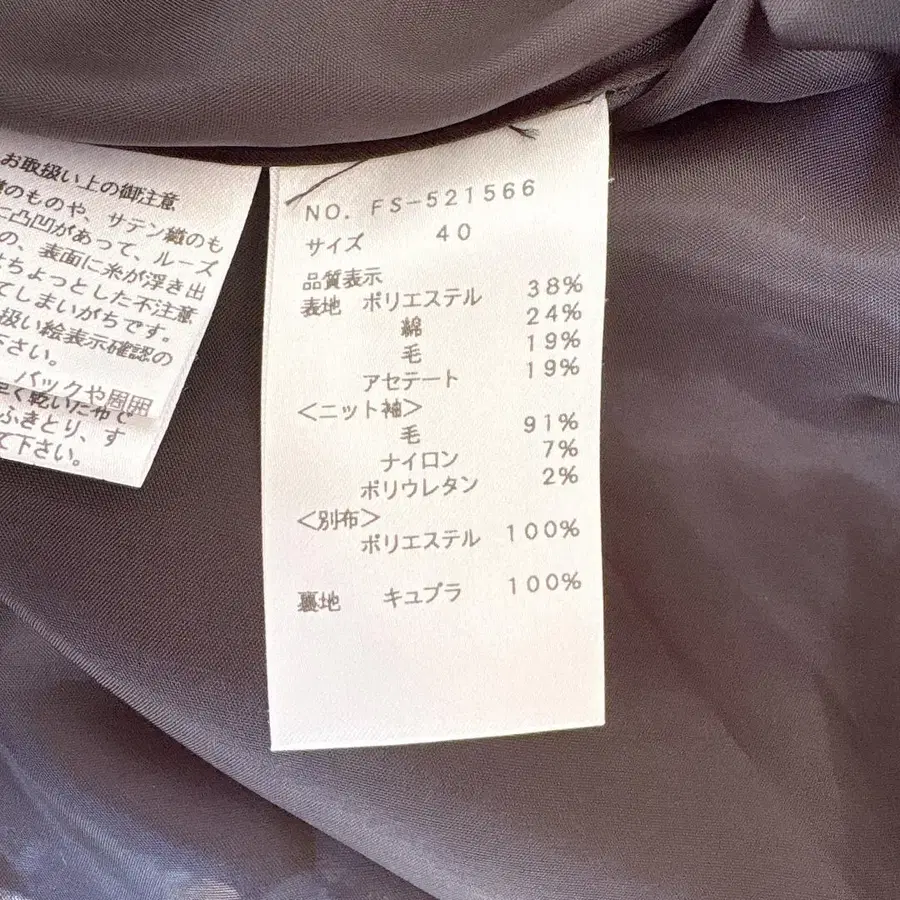 お取扱い上の御注意
織のものや、サテン織のも
に凸凹があって、ルーズ
の、表面に糸が浮き出
はちょっとした不注意
てしまいがちです。
扱い絵表示確認の
下さい。
バックや周囲
早く乾いた布で
ふきとり、す
て下さい。
NO. FS-521566
サイズ 40
品質表示
表地 ポリエステル 38%
綿 24%
毛 19%
アセテート 19%
<ニット袖>
毛 91%
ナイロン 7%
ポリウレタン 2%
<別布>
ポリエステル 100%
裏地 キュプラ 100%